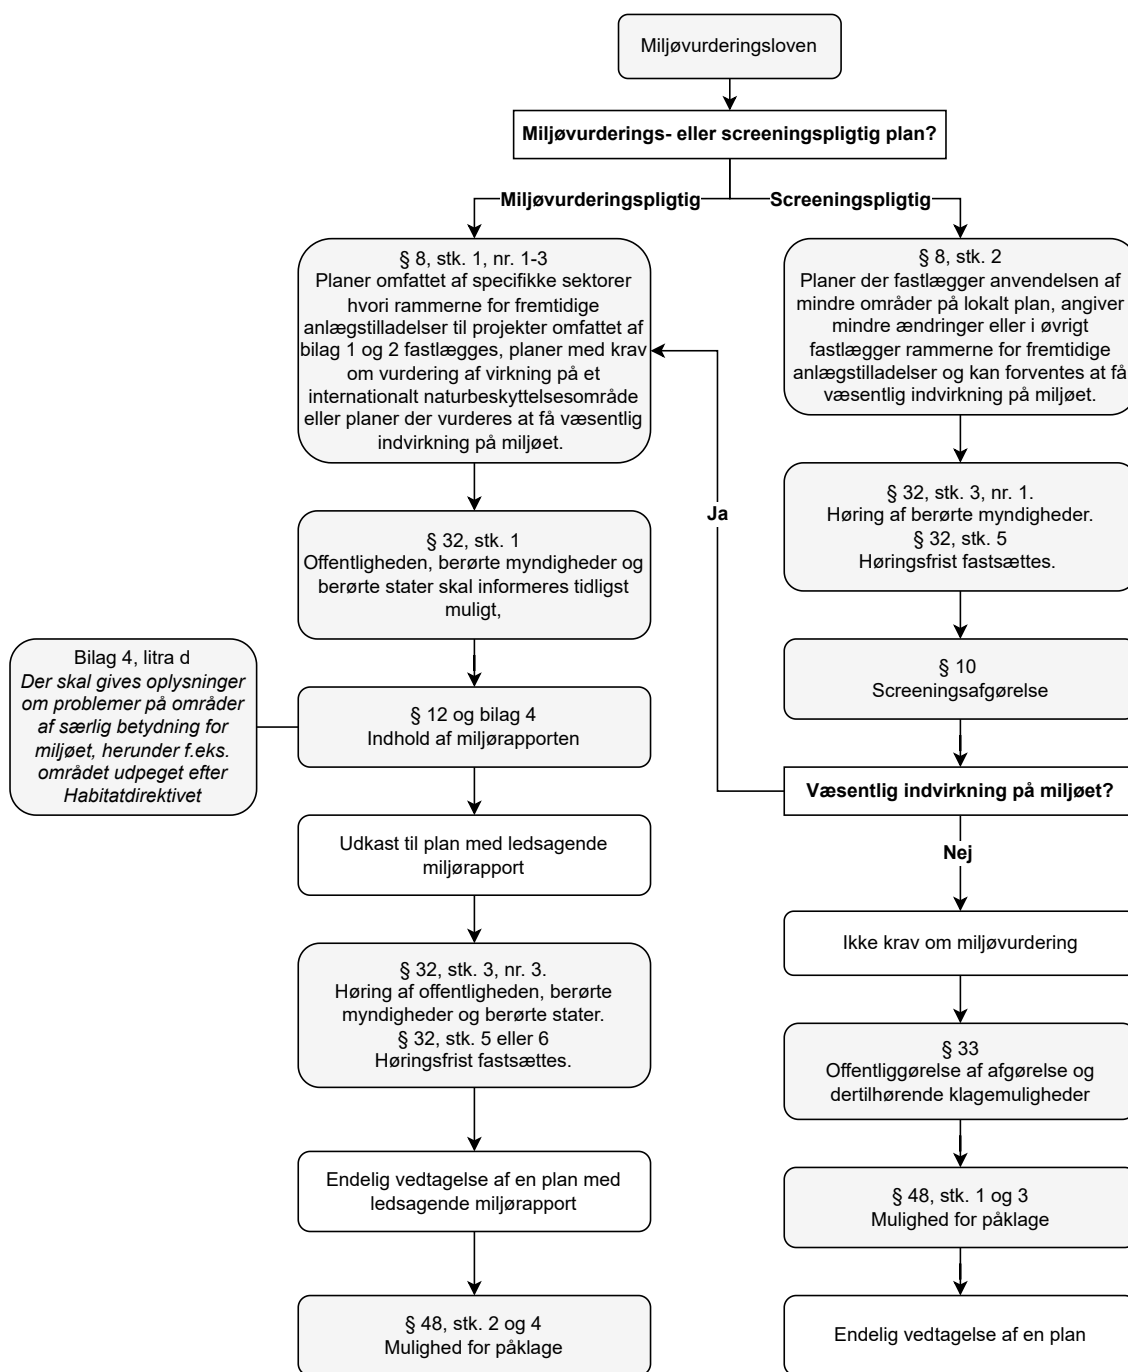 Miljøvurderingsloven
Miljøvurderings- eller screeningspligtig plan?
Miljøvurderingspligtig
Screeningspligtig
§ 8, stk. 1, nr. 1-3
Planer omfattet af specifikke sektorer
hvori rammerne for fremtidige
anlægstilladelser til projekter omfattet af
bilag 1 og 2 fastlægges, planer med krav
om vurdering af virkning på et
internationalt naturbeskyttelsesområde
eller planer der vurderes at få væsentlig
indvirkning på miljøet.
§ 8, stk. 2
Planer der fastlægger anvendelsen af
mindre områder på lokalt plan, angiver
mindre ændringer eller i øvrigt
fastlægger rammerne for fremtidige
anlægstilladelser og kan forventes at få
væsentlig indvirkning på miljøet.
§ 32, stk. 1
Offentligheden, berørte myndigheder og
berørte stater skal informeres tidligst
muligt,
Ja
§ 32, stk. 3, nr. 1.
Høring af berørte myndigheder.
§ 32, stk. 5
Høringsfrist fastsættes.
Bilag 4, litra d
Der skal gives oplysninger
om problemer på områder
af særlig betydning for
miljøet, herunder f.eks.
området udpeget efter
Habitatdirektivet
§ 12 og bilag 4
Indhold af miljørapporten
§ 10
Screeningsafgørelse
Væsentlig indvirkning på miljøet?
Udkast til plan med ledsagende
miljørapport
Nej
Ikke krav om miljøvurdering
§ 32, stk. 3, nr. 3.
Høring af offentligheden, berørte
myndigheder og berørte stater.
§ 32, stk. 5 eller 6
Høringsfrist fastsættes.
§ 33
Offentliggørelse af afgørelse og
dertilhørende klagemuligheder
Endelig vedtagelse af en plan med
ledsagende miljørapport
§ 48, stk. 1 og 3
Mulighed for påklage
§ 48, stk. 2 og 4
Mulighed for påklage
Endelig vedtagelse af en plan